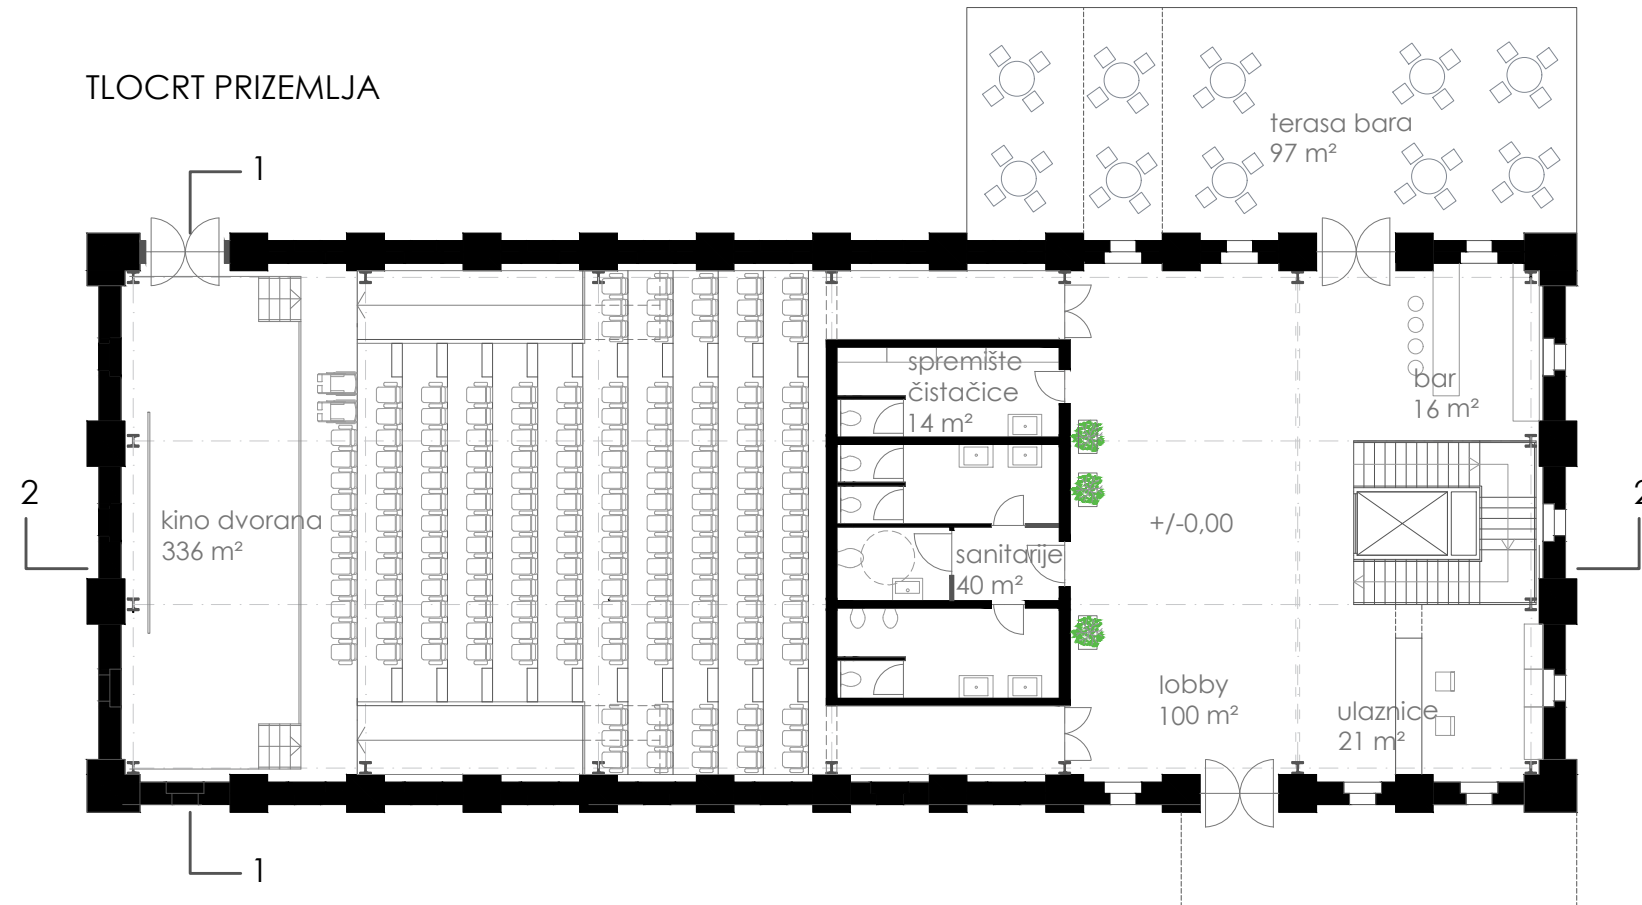 TLOCRT PRIZEMLJA
terasa bara
97 m²
1
spremište
čistačice
14 m²
bar
16 m²
2
2
kino dvorana
336 m²
+/-0,00
sanitarije
40 m²
lobby
100 m²
ulaznice
21 m²
1